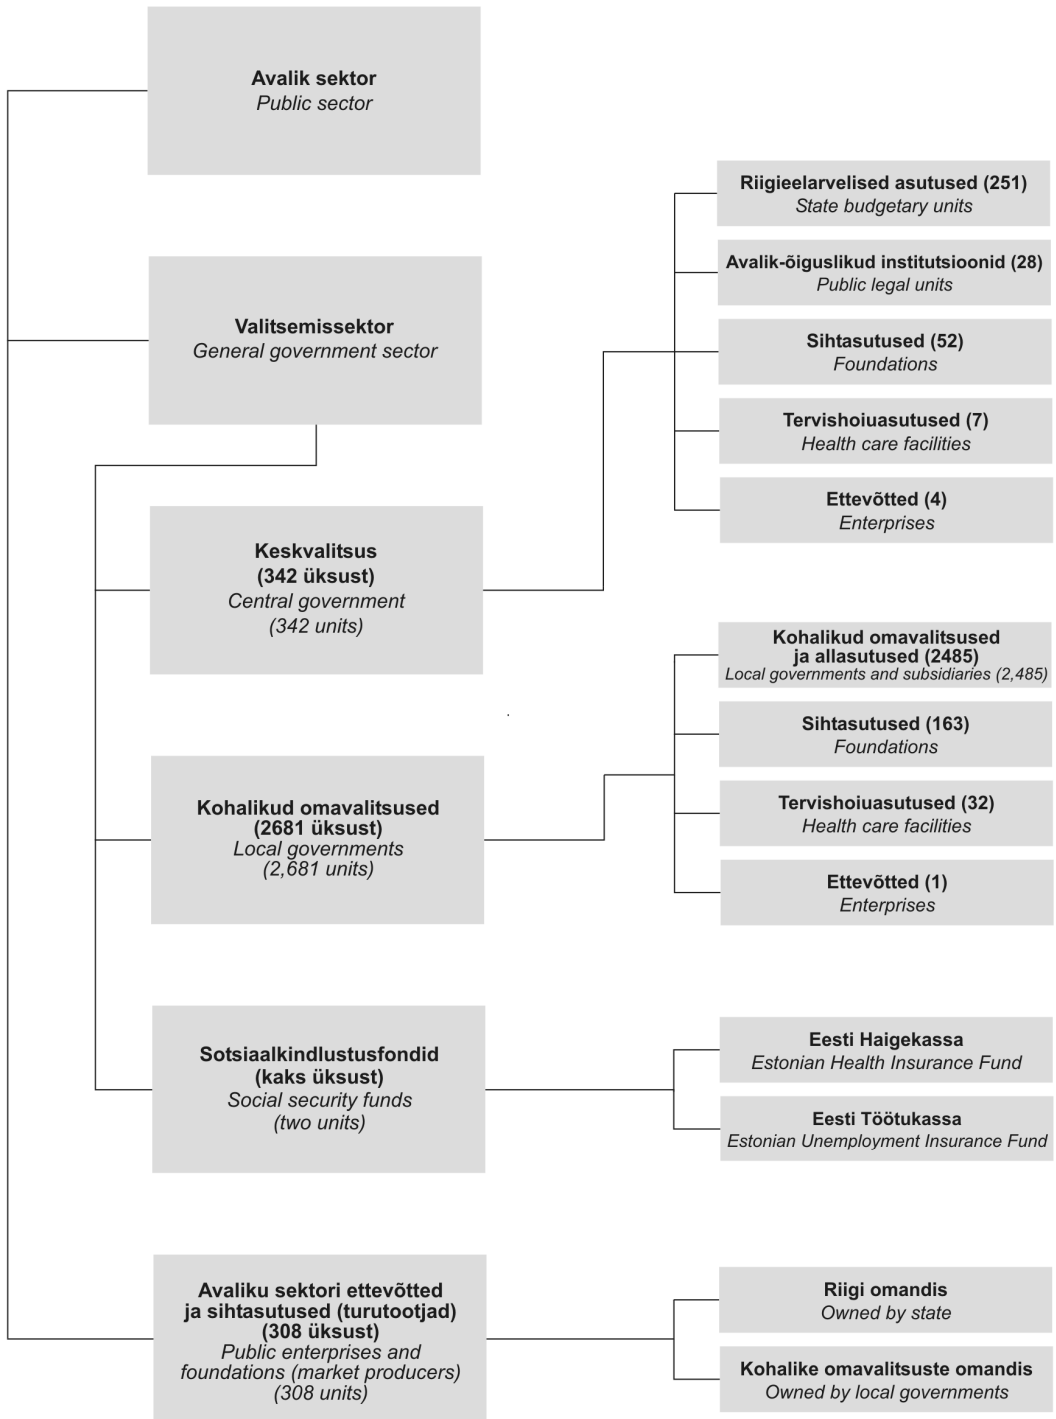 Avalik sektor
Public sector
Valitsemissektor
General government sector
Keskvalitsus
(342 üksust)
Central government
(342 units)
Kohalikud omavalitsused
(2681 üksust)
Local governments
(2,681 units)
Sotsiaalkindlustusfondid
(kaks üksust)
Social security funds
(two units)
Avaliku sektori ettevõtted
ja sihtasutused (turutootjad)
(308 üksust)
Public enterprises and
foundations (market producers)
(308 units)
Riigieelarvelised asutused (251)
State budgetary units
Avalik-õiguslikud institutsioonid (28)
Public legal units
Sihtasutused (52)
Foundations
Tervishoiuasutused (7)
Health care facilities
Ettevõtted (4)
Enterprises
Kohalikud omavalitsused
ja allasutused (2485)
Local governments and subsidiaries (2,485)
Sihtasutused (163)
Foundations
Tervishoiuasutused (32)
Health care facilities
Ettevõtted (1)
Enterprises
Eesti Haigekassa
Estonian Health Insurance Fund
Eesti Töötukassa
Estonian Unemployment Insurance Fund
Riigi omandis
Owned by state
Kohalike omavalitsuste omandis
Owned by local governments